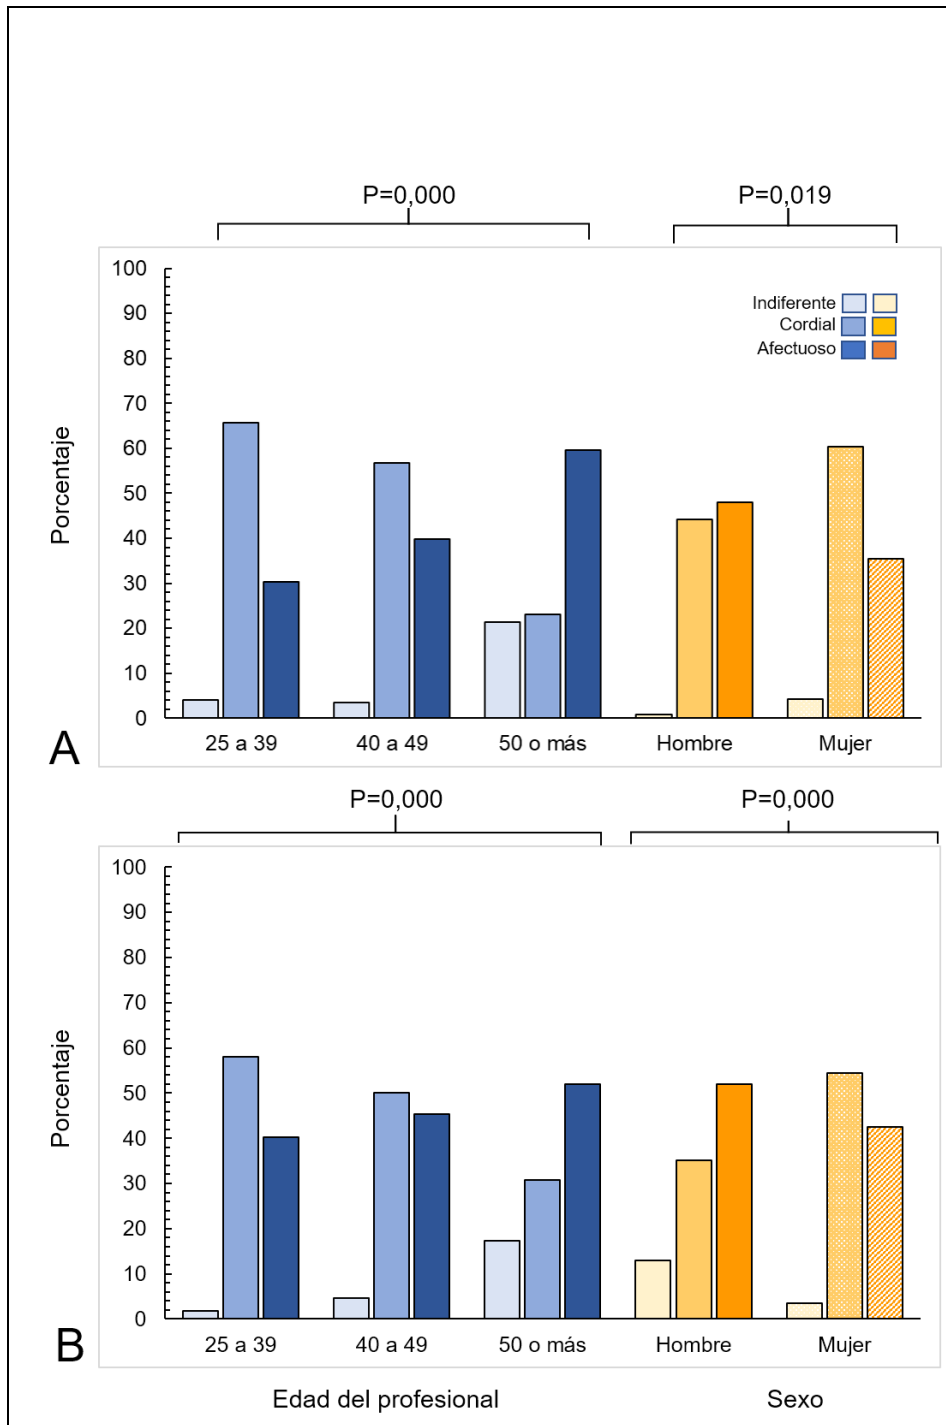 P=0,000
P=0,019
100
90
80
70
60
50
40
30
20
10
0
Porcentaje
Indiferente
Cordial
Afectuoso
A
25 a 39
40 a 49
50 o más
Hombre
Mujer
P=0,000
P=0,000
100
90
80
70
60
50
40
30
20
10
0
Porcentaje
B
25 a 39
40 a 49
50 o más
Hombre
Mujer
Edad del profesional
Sexo